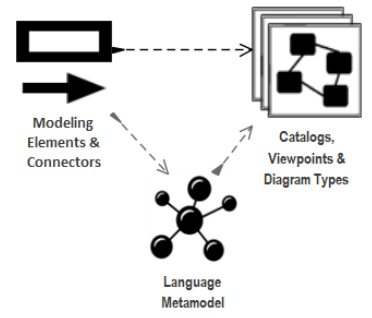 Modeling
Elements &
Connectors
Catalogs,
Viewpoints &
Diagram Types
Language
Metamodel